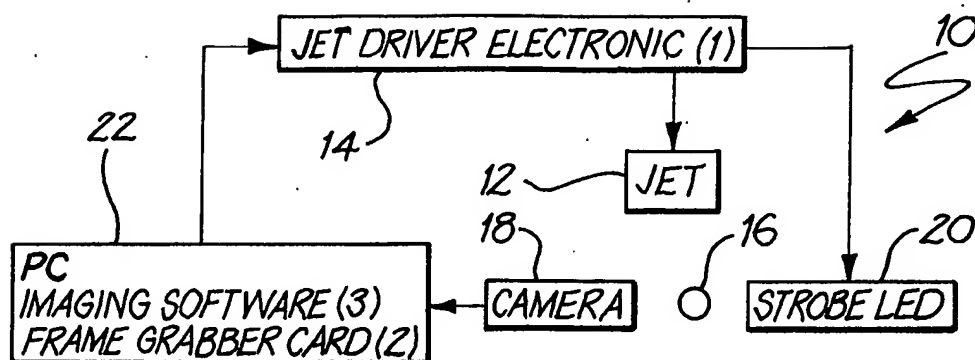 JET DRIVER ELECTRONIC (1)
10
22
14
12
JET
18
16
20
PC
IMAGING SOFTWARE (3)
FRAME GRABBER CARD (2)
CAMERA
STROBE LED